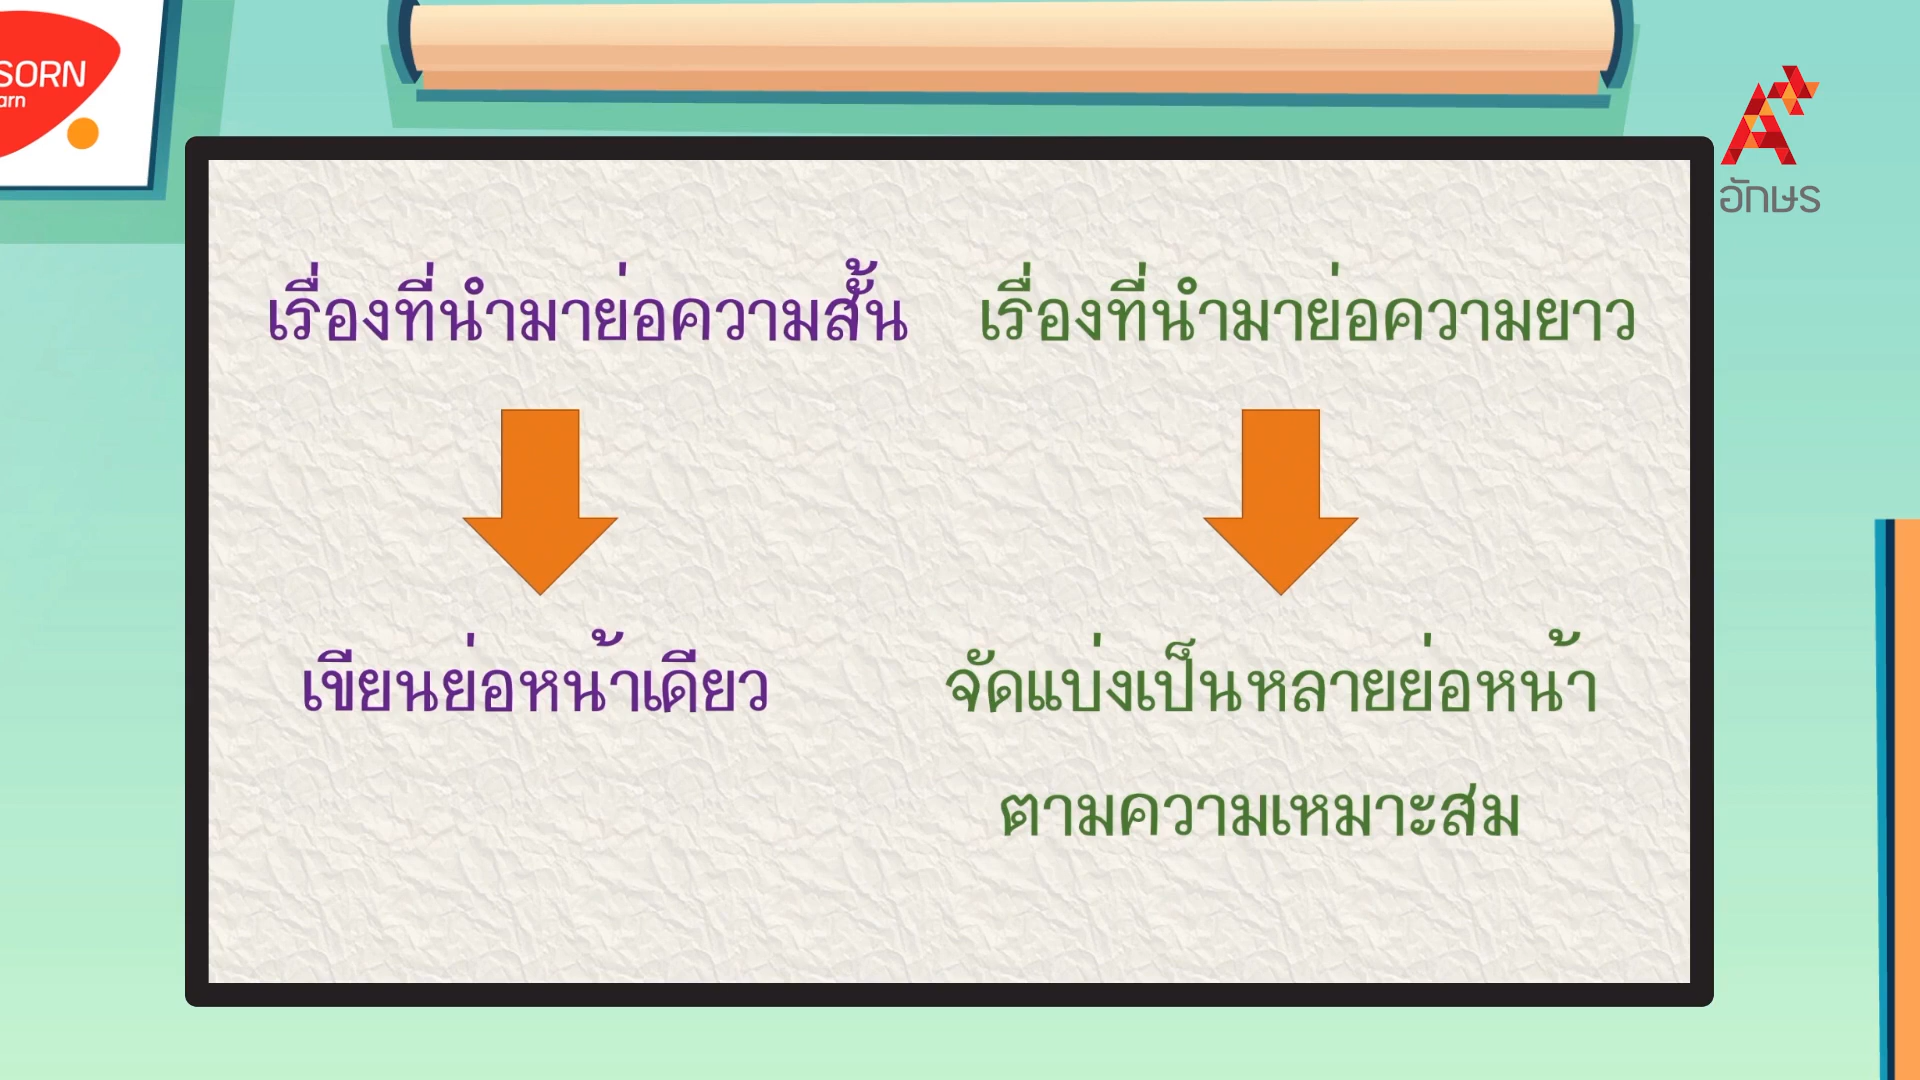 SORN
arn
อักษร
เรื่องที่นำมาย่อความสั้น
เรื่องที่นำมาย่อความยาว
เขียนย่อหน้าเดียว
จัดแบ่งเป็นหลายย่อหน้า
ตามความเหมาะสม